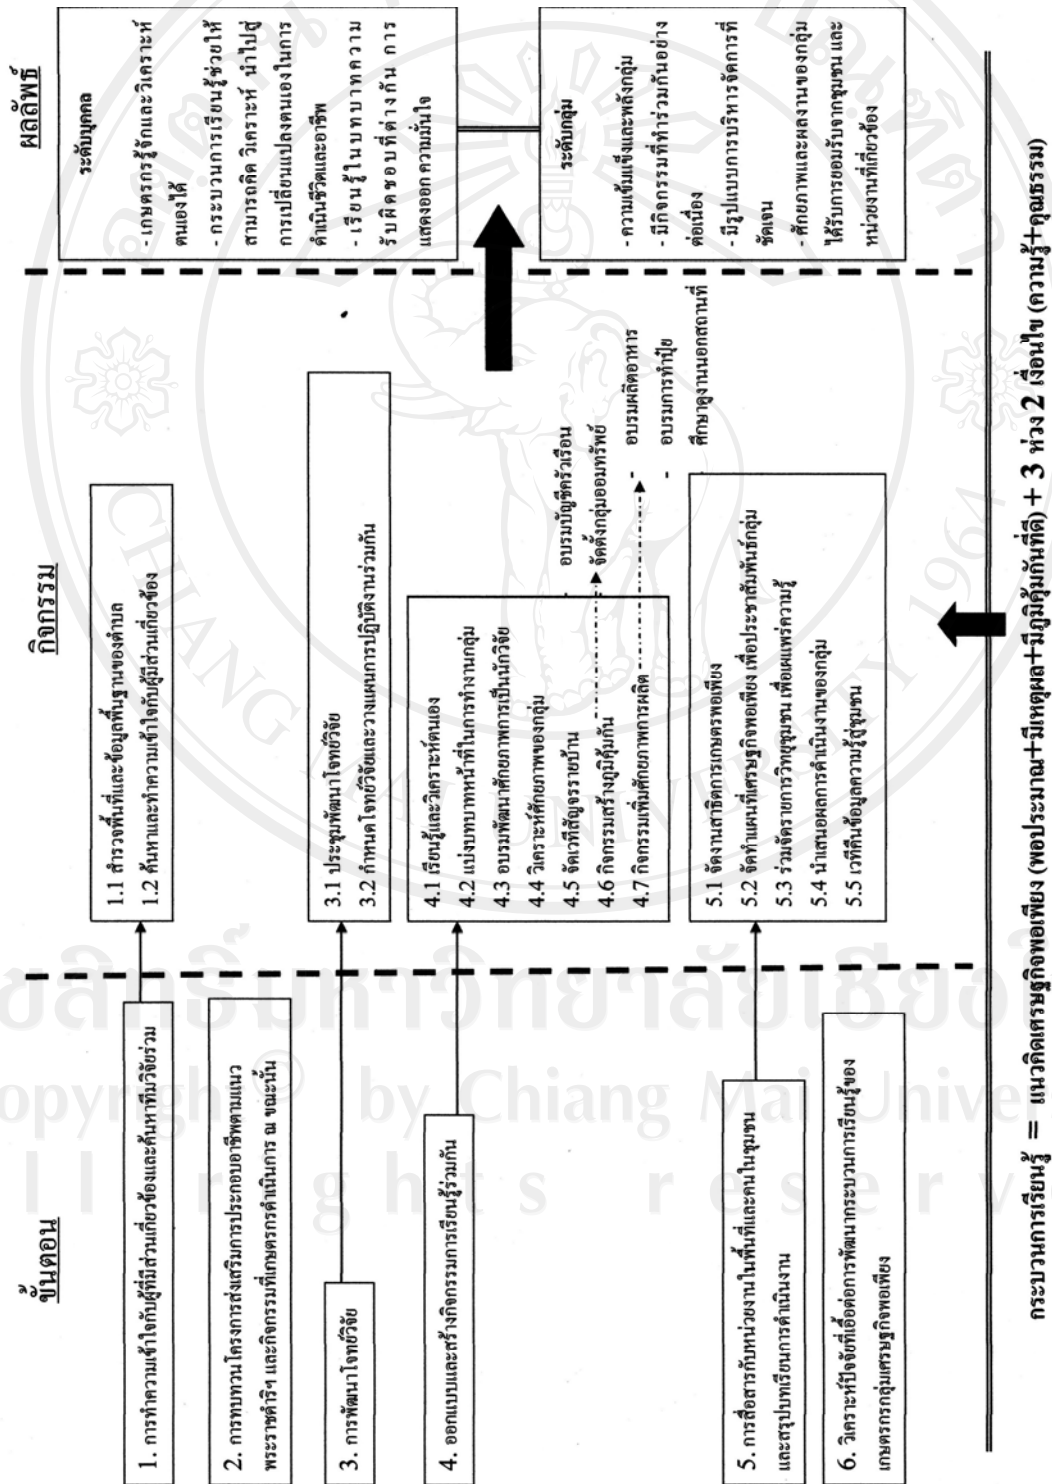 ขั้นตอน
1. การทำความเข้าใจกับผู้ที่มีส่วนเกี่ยวข้องและค้นหาทีมวิจัยร่วม
2. การทบทวนโครงการส่งเสริมการประกอบอาชีพตามแนว
พระราชดำริฯ และกิจกรรมที่เกษตรกรดำเนินการ ณ ขณะนั้น
3. การพัฒนาโจทย์วิจัย
4. ออกแบบและสร้างกิจกรรมการเรียนรู้ร่วมกัน
5. การสื่อสารกับหน่วยงานในพื้นที่และคนในชุมชน
และสรุปบทเรียนการดำเนินงาน
6. วิเคราะห์ปัจจัยที่เอื้อต่อการพัฒนากระบวนการเรียนรู้ของ
เกษตรกรกลุ่มเศรษฐกิจพอเพียง
กิจกรรม
1.1 สำรวจพื้นที่และข้อมูลพื้นฐานของตำบล
1.2 ค้นหาและทำความเข้าใจกับผู้มีส่วนเกี่ยวข้อง
3.1 ประชุมพัฒนาโจทย์วิจัย
3.2 กำหนดโจทย์วิจัยและวางแผนการปฏิบัติงานร่วมกัน
4.1 เรียนรู้และวิเคราะห์ตนเอง
4.2 แบ่งบทบาทหน้าที่ในการทำงานกลุ่ม
4.3 อบรมพัฒนาศักยภาพการเป็นนักวิจัย
4.4 วิเคราะห์ศักยภาพของกลุ่ม
4.5 จัดเวทีสัญจรรายบ้าน
4.6 กิจกรรมสร้างภูมิคุ้มกัน
4.7 กิจกรรมเพิ่มศักยภาพการผลิต
- อบรมบัญชีครัวเรือน
- จัดตั้งกลุ่มออมทรัพย์
- อบรมผลิตอาหาร
- อบรมการทำปุ๋ย
- ศึกษาดูงานนอกสถานที่
5.1 จัดงานสาธิตการเกษตรพอเพียง
5.2 จัดทำแผนที่เศรษฐกิจพอเพียง เพื่อประชาสัมพันธ์กลุ่ม
5.3 ร่วมจัดรายการวิทยุชุมชน เพื่อเผยแพร่ความรู้
5.4 นำเสนอผลการดำเนินงานของกลุ่ม
5.5 เวทีคืนข้อมูลความรู้สู่ชุมชน
ผลลัพธ์
ระดับบุคคล
- เกษตรกรรู้จักและวิเคราะห์
ตนเองได้
- กระบวนการเรียนรู้ช่วยให้
สามารถคิด วิเคราะห์ นำไปสู่
การเปลี่ยนแปลงตนเองในการ
ดำเนินชีวิตและอาชีพ
- เรียนรู้ในบทบาทความ
รับผิดชอบที่ต่างกัน การ
แสดงออก ความมั่นใจ
ระดับกลุ่ม
- ความเข้มแข็งและพลังกลุ่ม
- มีกิจกรรมที่ทำร่วมกันอย่าง
ต่อเนื่อง
- มีรูปแบบการบริหารจัดการที่
ชัดเจน
- ศักยภาพและผลงานของกลุ่ม
ได้รับการยอมรับจากชุมชน และ
หน่วยงานที่เกี่ยวข้อง
กระบวนการเรียนรู้ = แนวคิดเศรษฐกิจพอเพียง (พอประมาณ+มีเหตุผล+มีภูมิคุ้มกันที่ดี) + 3 ห่วง 2 เงื่อนไข (ความรู้+คุณธรรม)
CHIANG MAI UNIVERSITY 1964
ขสิทธิ์มหาวิทยาลัยเชียงใ
opyright © by Chiang Mai Univer
ll rights reserv